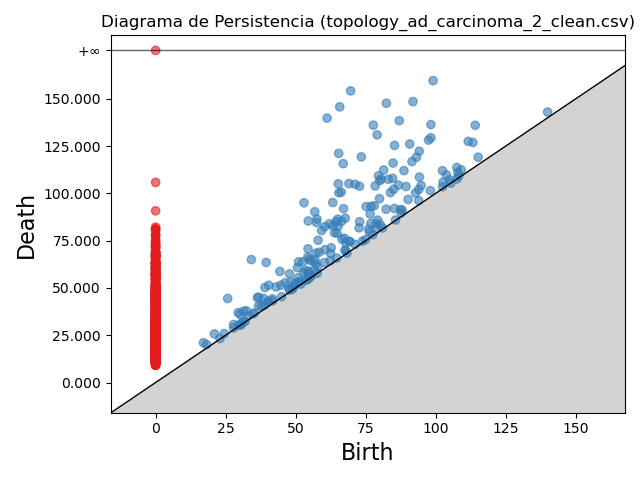 Diagrama de Persistencia (topology_ad_carcinoma_2_clean.csv)
+∞
150.000
125.000
100.000
75.000
50.000
25.000
0.000
Death
0 25 50 75 100 125 150
Birth